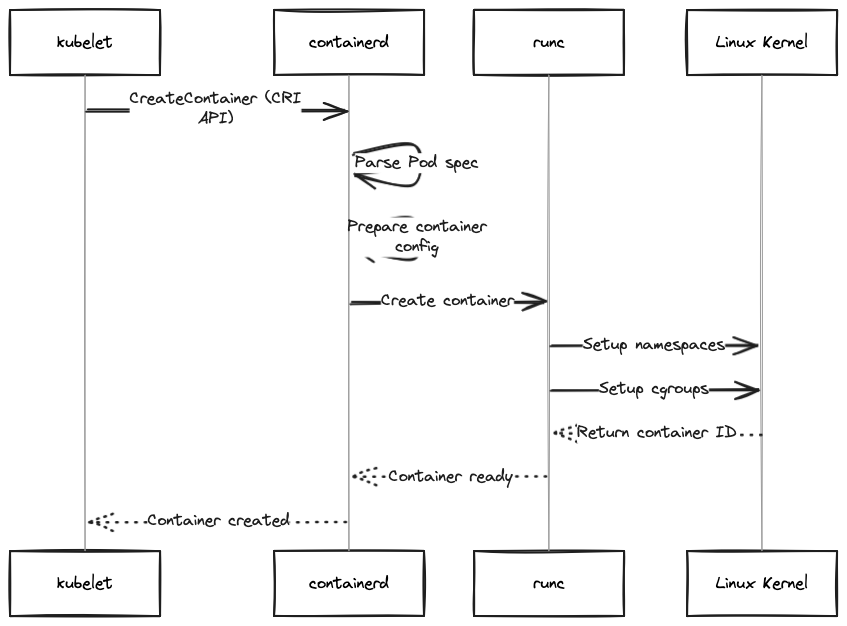 kubelet
containerd
runc
Linux Kernel
CreateContainer (CRI
API)
Parse Pod spec
Prepare container
config
Create container
Setup namespaces
Setup cgroups
Return container ID
Container ready
Container created
kubelet
containerd
runc
Linux Kernel